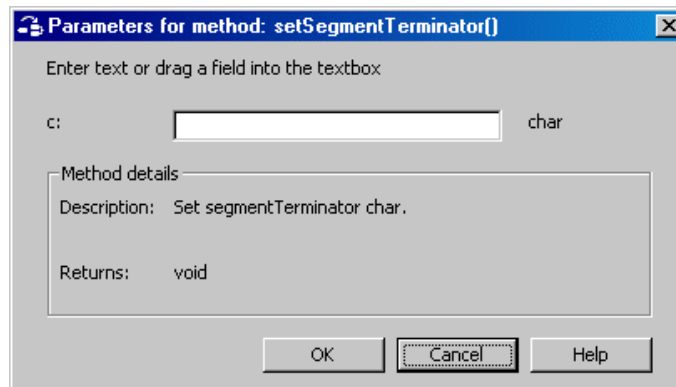 Parameters for method: setSegmentTerminator()
Enter text or drag a field into the textbox
c: char
Method details
Description: Set segmentTerminator char.
Returns: void
OK Cancel Help